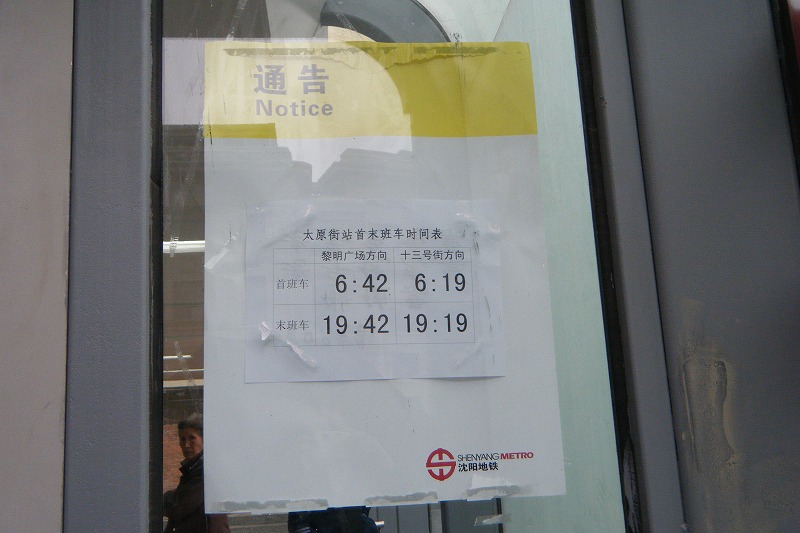 通告
Notice
太原街站首末班车时间表
黎明广场方向 十三号街方向
首班车 6:42 6:19
末班车 19:42 19:19
SHENYANG METRO
沈阳地铁